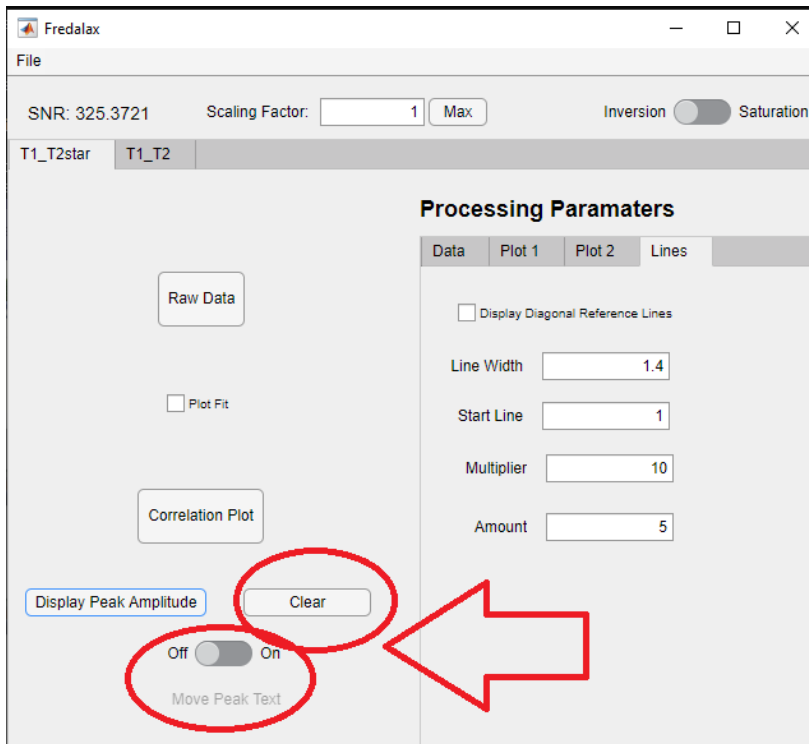 Fredalax
File
SNR: 325.3721 Scaling Factor: 1 Max Inversion Saturation
T1_T2star T1_T2
Processing Paramaters
Data Plot 1 Plot 2 Lines
Raw Data
Display Diagonal Reference Lines
Line Width 1.4
Plot Fit
Start Line 1
Multiplier 10
Correlation Plot
Amount 5
Display Peak Amplitude Clear
Off On
Move Peak Text